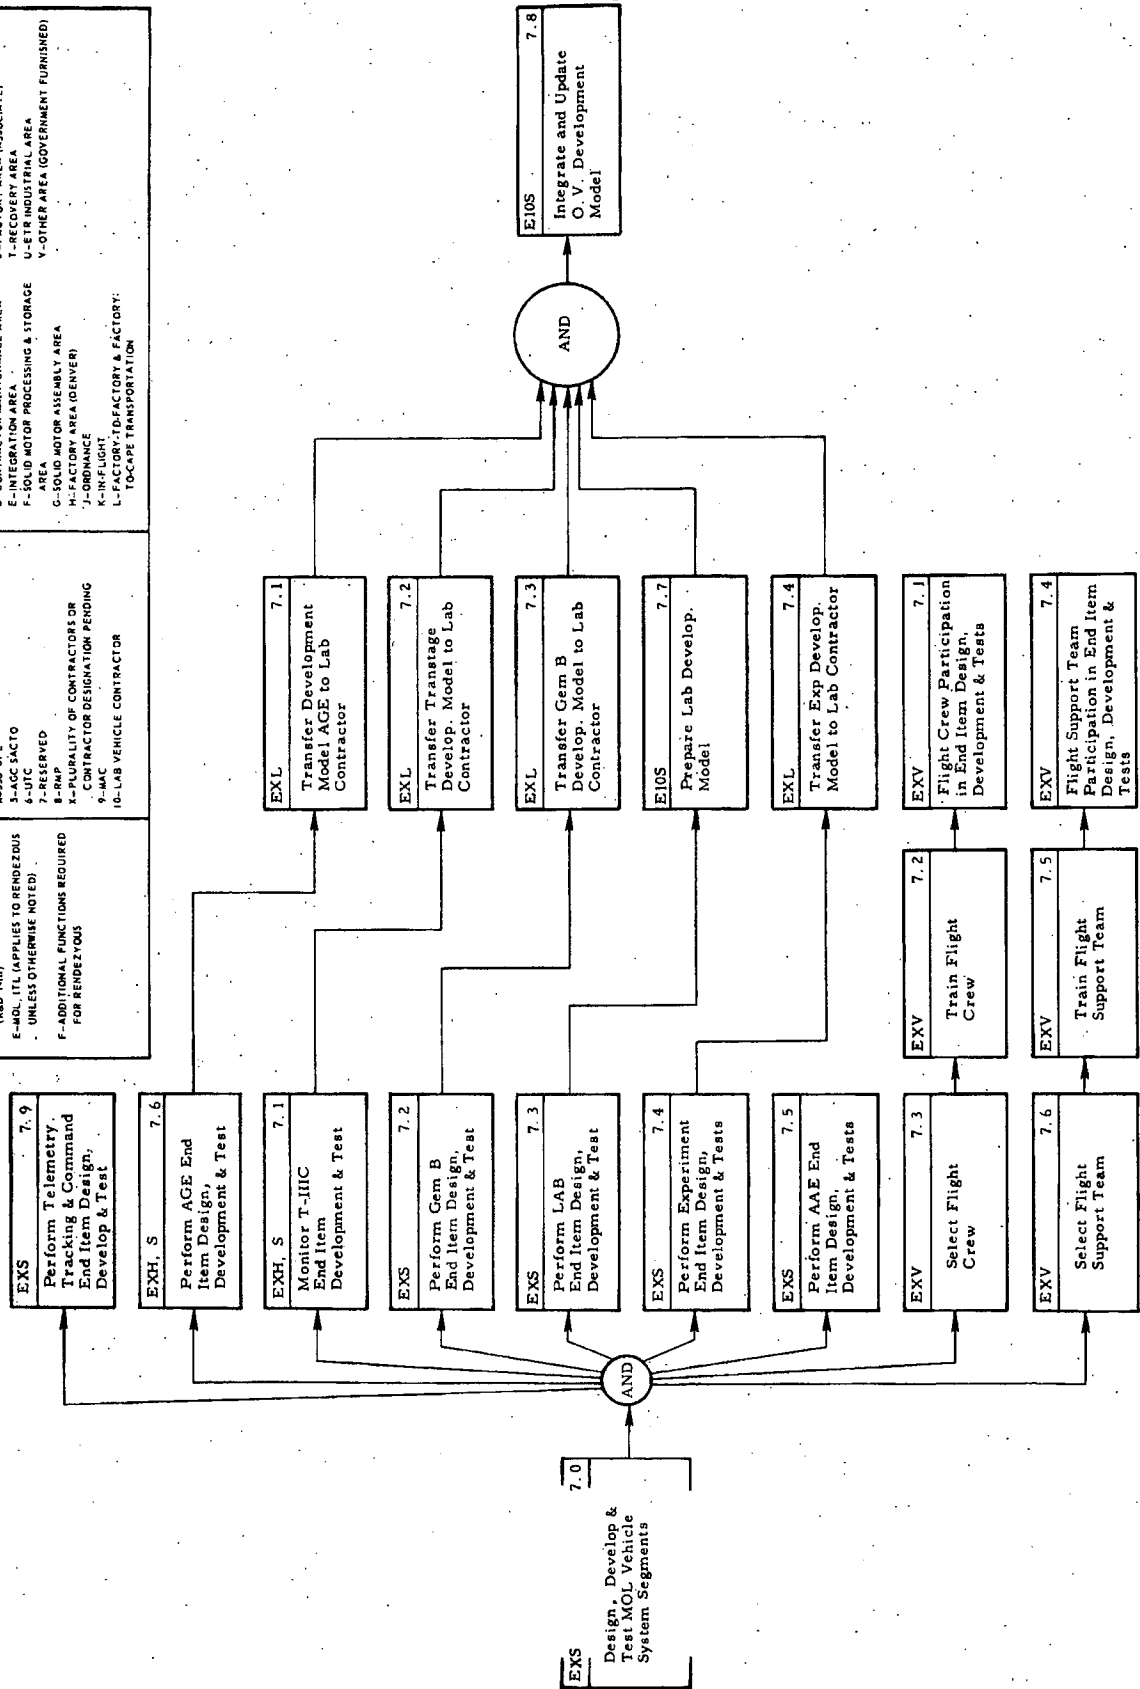 (R&D T-III)
E-MOL, ITL (APPLIES TO RENDEZOUS
UNLESS OTHERWISE NOTED)
F-ADDITIONAL FUNCTIONS REQUIRED
FOR RENDEZVOUS
5-AGC SACTO
6-UTC
7-RESERVED
8-RMP
X-PLURALITY OF CONTRACTORS OR
CONTRACTOR DESIGNATION PENDING
9-MAC
10-LAB VEHICLE CONTRACTOR
E-INTEGRATION AREA
F-SOLID MOTOR PROCESSING & STORAGE
AREA
G-SOLID MOTOR ASSEMBLY AREA
H-FACTORY AREA (DENVER)
J-ORDNANCE
K-IN-FLIGHT
L-FACTORY-TO-FACTORY & FACTORY-
TO-CAPE TRANSPORTATION
T-RECOVERY AREA
U-ETR INDUSTRIAL AREA
V-OTHER AREA (GOVERNMENT FURNISHED)
EXS 7.0
Design, Develop &
Test MOL Vehicle
System Segments
AND
EXS 7.9
Perform Telemetry
Tracking & Command
End Item Design,
Develop & Test
EXH, S 7.6
Perform AGE End
Item Design,
Development & Test
EXH, S 7.1
Monitor T-IIIC
End Item
Development & Test
EXS 7.2
Perform Gem B
End Item Design,
Development & Test
EXS 7.3
Perform LAB
End Item Design,
Development & Test
EXS 7.4
Perform Experiment
End Item Design,
Development & Tests
EXS 7.5
Perform AAE End
Item Design,
Development & Tests
EXV 7.3
Select Flight
Crew
EXV 7.6
Select Flight
Support Team
EXV 7.2
Train Flight
Crew
EXV 7.5
Train Flight
Support Team
EXL 7.1
Transfer Development
Model AGE to Lab
Contractor
EXL 7.2
Transfer Transtage
Develop. Model to Lab
Contractor
EXL 7.3
Transfer Gem B
Develop. Model to Lab
Contractor
E10S 7.7
Prepare Lab Develop.
Model
EXL 7.4
Transfer Exp Develop.
Model to Lab Contractor
EXV 7.1
Flight Crew Participation
in End Item Design,
Development & Tests
EXV 7.4
Flight Support Team
Participation in End Item
Design, Development &
Tests
AND
E10S 7.8
Integrate and Update
O. V. Development
Model